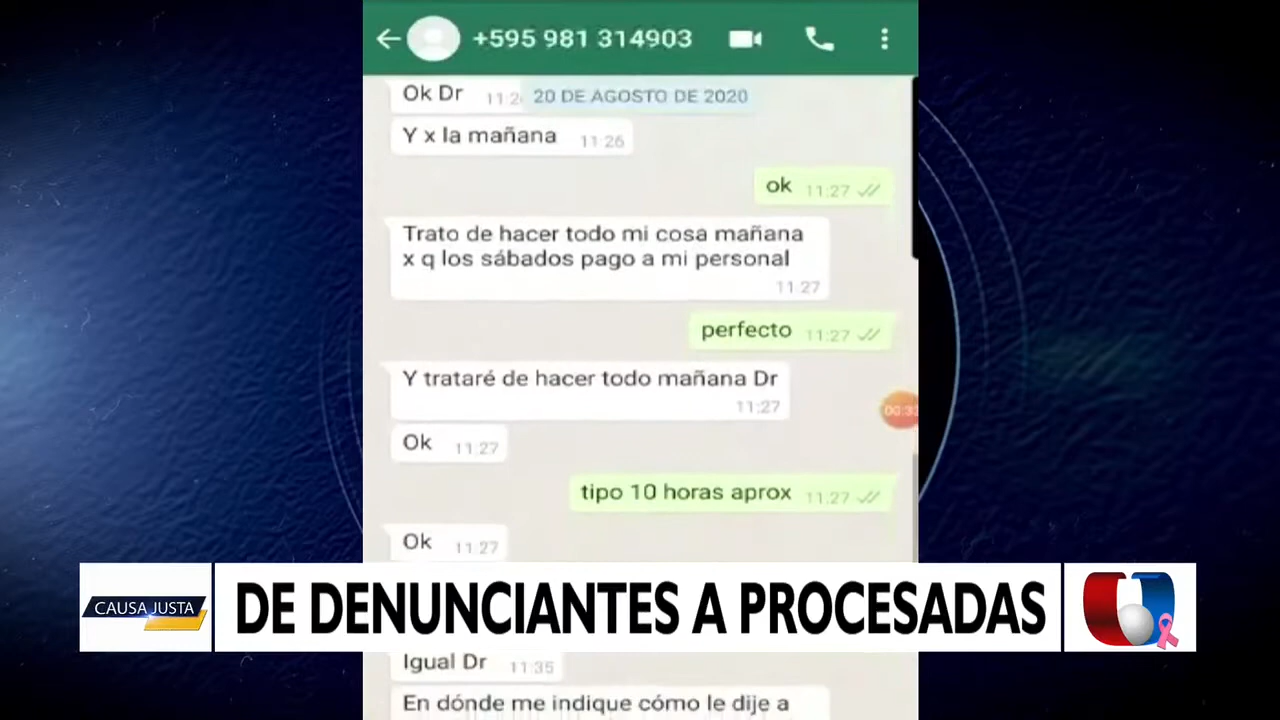 +595 981 314903
Ok Dr
20 DE AGOSTO DE 2020
Y x la mañana 11:26
ok 11:27
Trato de hacer todo mi cosa mañana
x q los sábados pago a mi personal
11:27
perfecto 11:27
Y trataré de hacer todo mañana Dr
11:27
Ok 11:27
tipo 10 horas aprox 11:27
Ok 11:27
CAUSA JUSTA
DE DENUNCIANTES A PROCESADAS
Igual Dr 11:35
En dónde me indique cómo le dije a